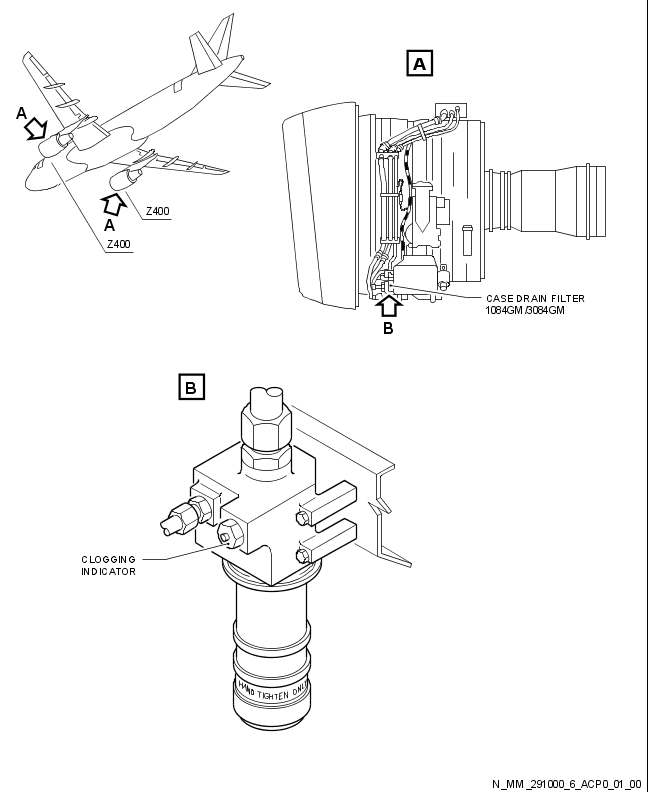 A
A
Z400
A
Z400
CASE DRAIN FILTER
1084GM/3084GM
B
B
CLOGGING
INDICATOR
HAND TIGHTEN ONLY
N_MM_291000_6_ACP0_01_00